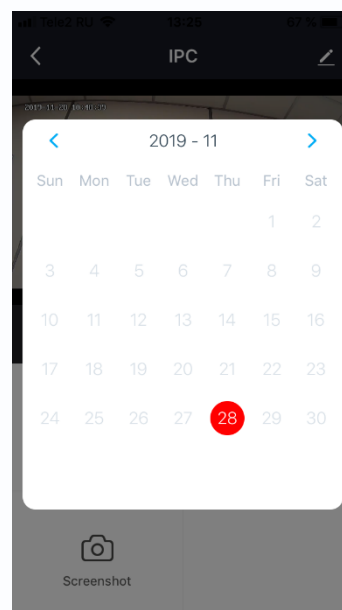 Tele2 RU 13:25 67 %
IPC
2019 - 11
Sun Mon Tue Wed Thu Fri Sat
1 2
3 4 5 6 7 8 9
10 11 12 13 14 15 16
17 18 19 20 21 22 23
24 25 26 27 28 29 30
Screenshot